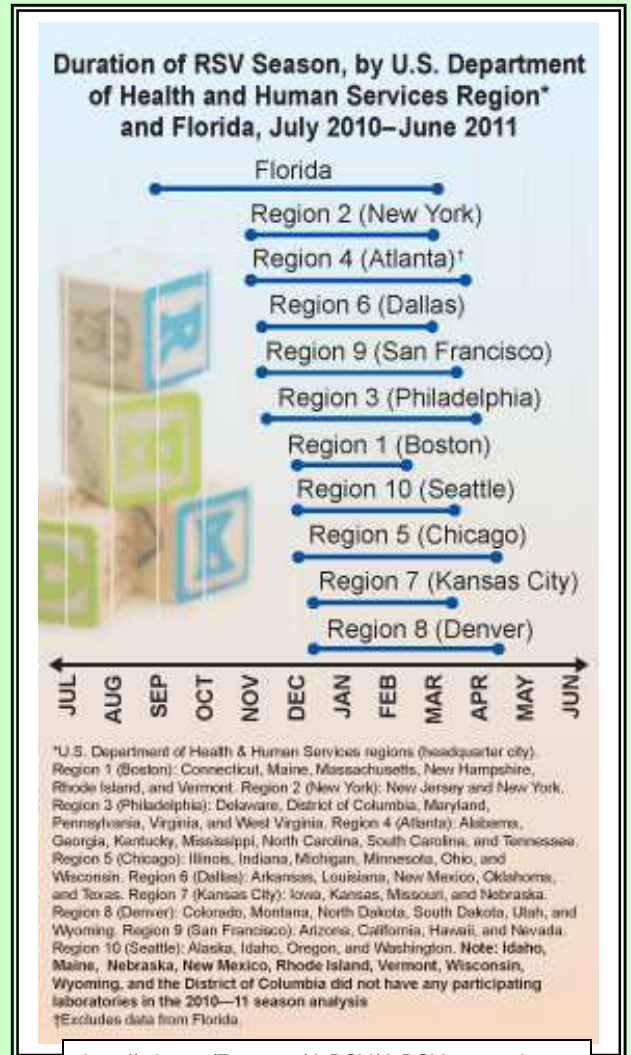 Duration of RSV Season, by U.S. Department
of Health and Human Services Region*
and Florida, July 2010–June 2011
Florida
Region 2 (New York)
Region 4 (Atlanta)†
Region 6 (Dallas)
Region 9 (San Francisco)
Region 3 (Philadelphia)
Region 1 (Boston)
Region 10 (Seattle)
Region 5 (Chicago)
Region 7 (Kansas City)
Region 8 (Denver)
JUL AUG SEP OCT NOV DEC JAN FEB MAR APR MAY JUN
*U.S. Department of Health & Human Services regions (headquarter city).
Region 1 (Boston): Connecticut, Maine, Massachusetts, New Hampshire,
Rhode Island, and Vermont. Region 2 (New York): New Jersey and New York.
Region 3 (Philadelphia): Delaware, District of Columbia, Maryland,
Pennsylvania, Virginia, and West Virginia. Region 4 (Atlanta): Alabama,
Georgia, Kentucky, Mississippi, North Carolina, South Carolina, and Tennessee.
Region 5 (Chicago): Illinois, Indiana, Michigan, Minnesota, Ohio, and
Wisconsin. Region 6 (Dallas): Arkansas, Louisiana, New Mexico, Oklahoma,
and Texas. Region 7 (Kansas City): Iowa, Kansas, Missouri, and Nebraska.
Region 8 (Denver): Colorado, Montana, North Dakota, South Dakota, Utah, and
Wyoming. Region 9 (San Francisco): Arizona, California, Hawaii, and Nevada.
Region 10 (Seattle): Alaska, Idaho, Oregon, and Washington. Note: Idaho,
Maine, Nebraska, New Mexico, Rhode Island, Vermont, Wisconsin,
Wyoming, and the District of Columbia did not have any participating
laboratories in the 2010—11 season analysis
†Excludes data from Florida.